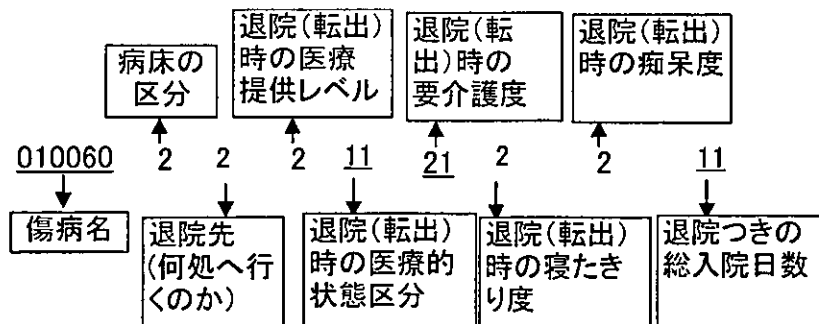 病床の
区分
退院(転出)
時の医療
提供レベル
退院(転
出)時の
要介護度
退院(転出)
時の痴呆度
010060 2 2 2 11 21 2 2 11
傷病名
退院先
(何処へ行
くのか)
退院(転出)
時の医療的
状態区分
退院(転出)
時の寝たき
り度
退院つきの
総入院日数